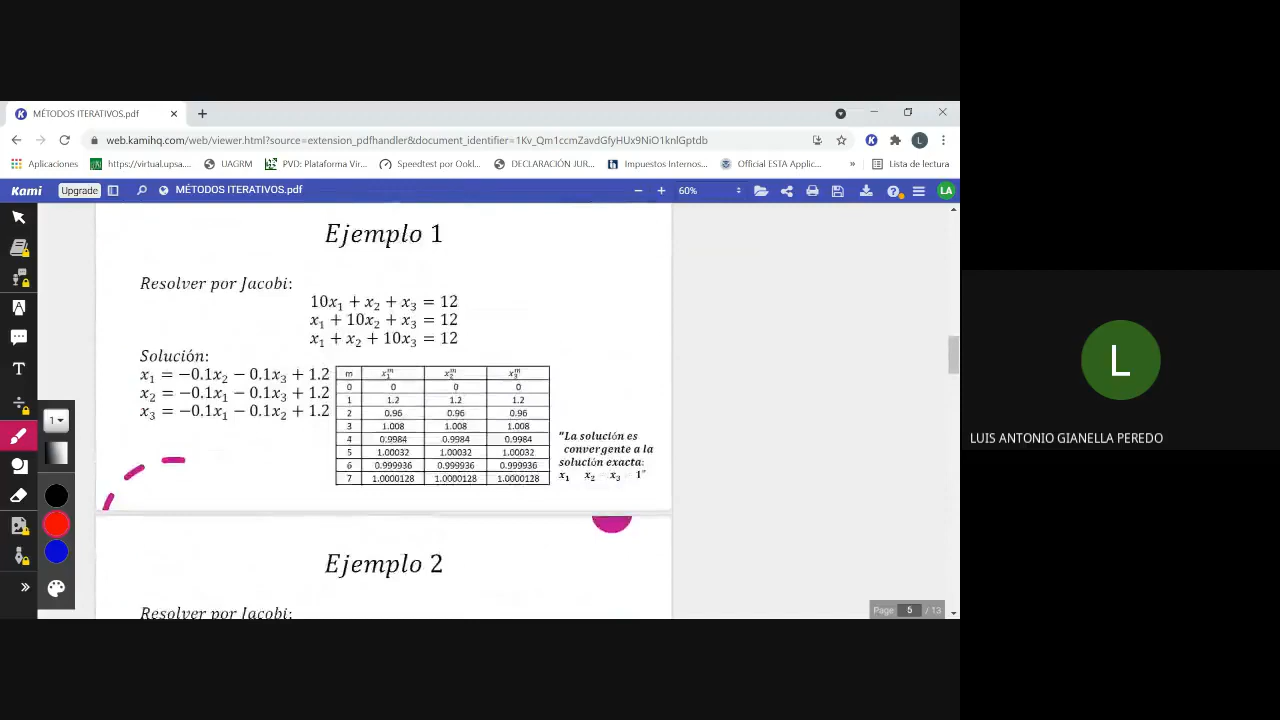 MÉTODOS ITERATIVOS.pdf
web.kamihq.com/web/viewer.html?source=extension_pdfhandler&document_identifier=1Kv_Qm1ccmZavdGfyHUx9NiO1knlGptdb
Aplicaciones https://virtual.upsa.... UAGRM PVD: Plataforma Vir... Speedtest por Ookl... DECLARACIÓN JUR... Impuestos Internos... Official ESTA Applic... » Lista de lectura
Kami Upgrade MÉTODOS ITERATIVOS.pdf 60% LA
Ejemplo 1
Resolver por Jacobi:
10x₁ + x₂ + x₃ = 12
x₁ + 10x₂ + x₃ = 12
x₁ + x₂ + 10x₃ = 12
Solución:
x₁ = −0.1x₂ − 0.1x₃ + 1.2
x₂ = −0.1x₁ − 0.1x₃ + 1.2
x₃ = −0.1x₁ − 0.1x₂ + 1.2
m x₁ᵐ x₂ᵐ x₃ᵐ
0 0 0 0
1 1.2 1.2 1.2
2 0.96 0.96 0.96
3 1.008 1.008 1.008
4 0.9984 0.9984 0.9984
5 1.00032 1.00032 1.00032
6 0.999936 0.999936 0.999936
7 1.0000128 1.0000128 1.0000128
"La solución es
convergente a la
solución exacta:
x₁ x₂ x₃ 1"
1
Ejemplo 2
Resolver por Jacobi:
Page 5 / 13
L
LUIS ANTONIO GIANELLA PEREDO